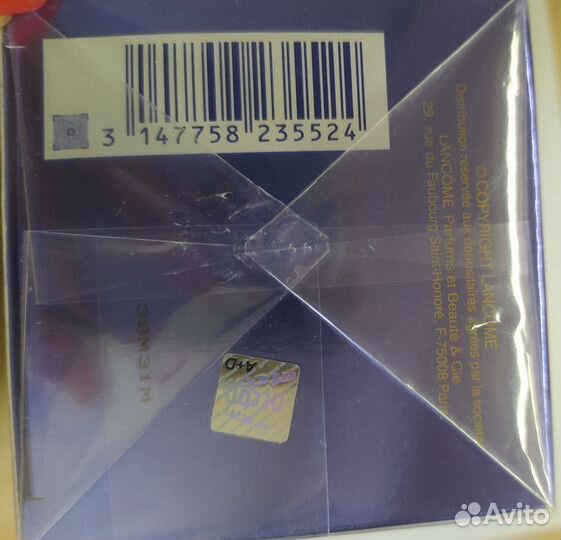 3 147758 235524
©COPYRIGHT LANCOME
Distribution réservée aux dépositaires agréés par la société
LANCÔME Parfums et Beauté & Cie
29, rue du Faubourg Saint-Honoré, F-75008 Paris
38M31M
A+D
Avito